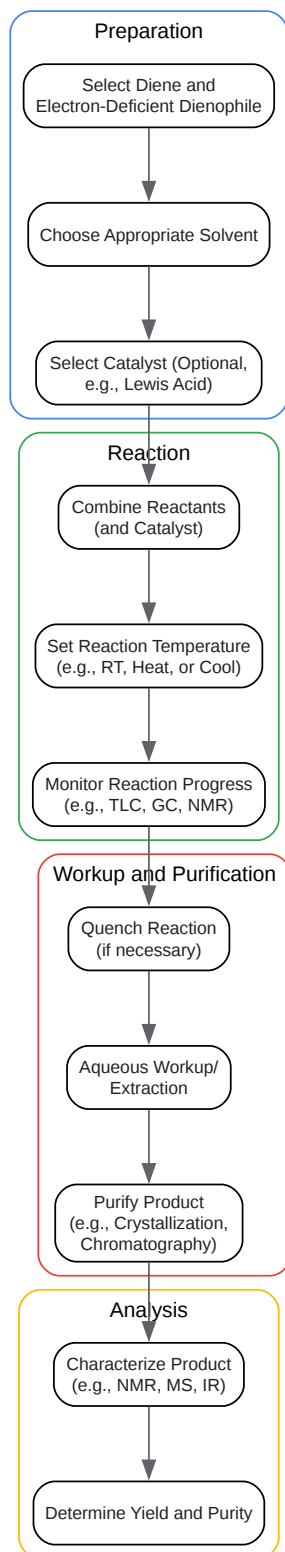 Preparation
Select Diene and
Electron-Deficient Dienophile
Choose Appropriate Solvent
Select Catalyst (Optional,
e.g., Lewis Acid)
Reaction
Combine Reactants
(and Catalyst)
Set Reaction Temperature
(e.g., RT, Heat, or Cool)
Monitor Reaction Progress
(e.g., TLC, GC, NMR)
Workup and Purification
Quench Reaction
(if necessary)
Aqueous Workup/
Extraction
Purify Product
(e.g., Crystallization,
Chromatography)
Analysis
Characterize Product
(e.g., NMR, MS, IR)
Determine Yield and Purity